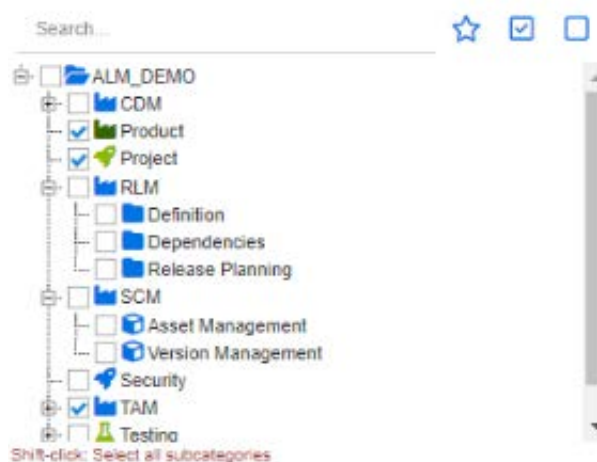 Search...
ALM_DEMO
CDM
Product
Project
RLM
Definition
Dependencies
Release Planning
SCM
Asset Management
Version Management
Security
TAM
Testing
Shift-click: Select all subcategories